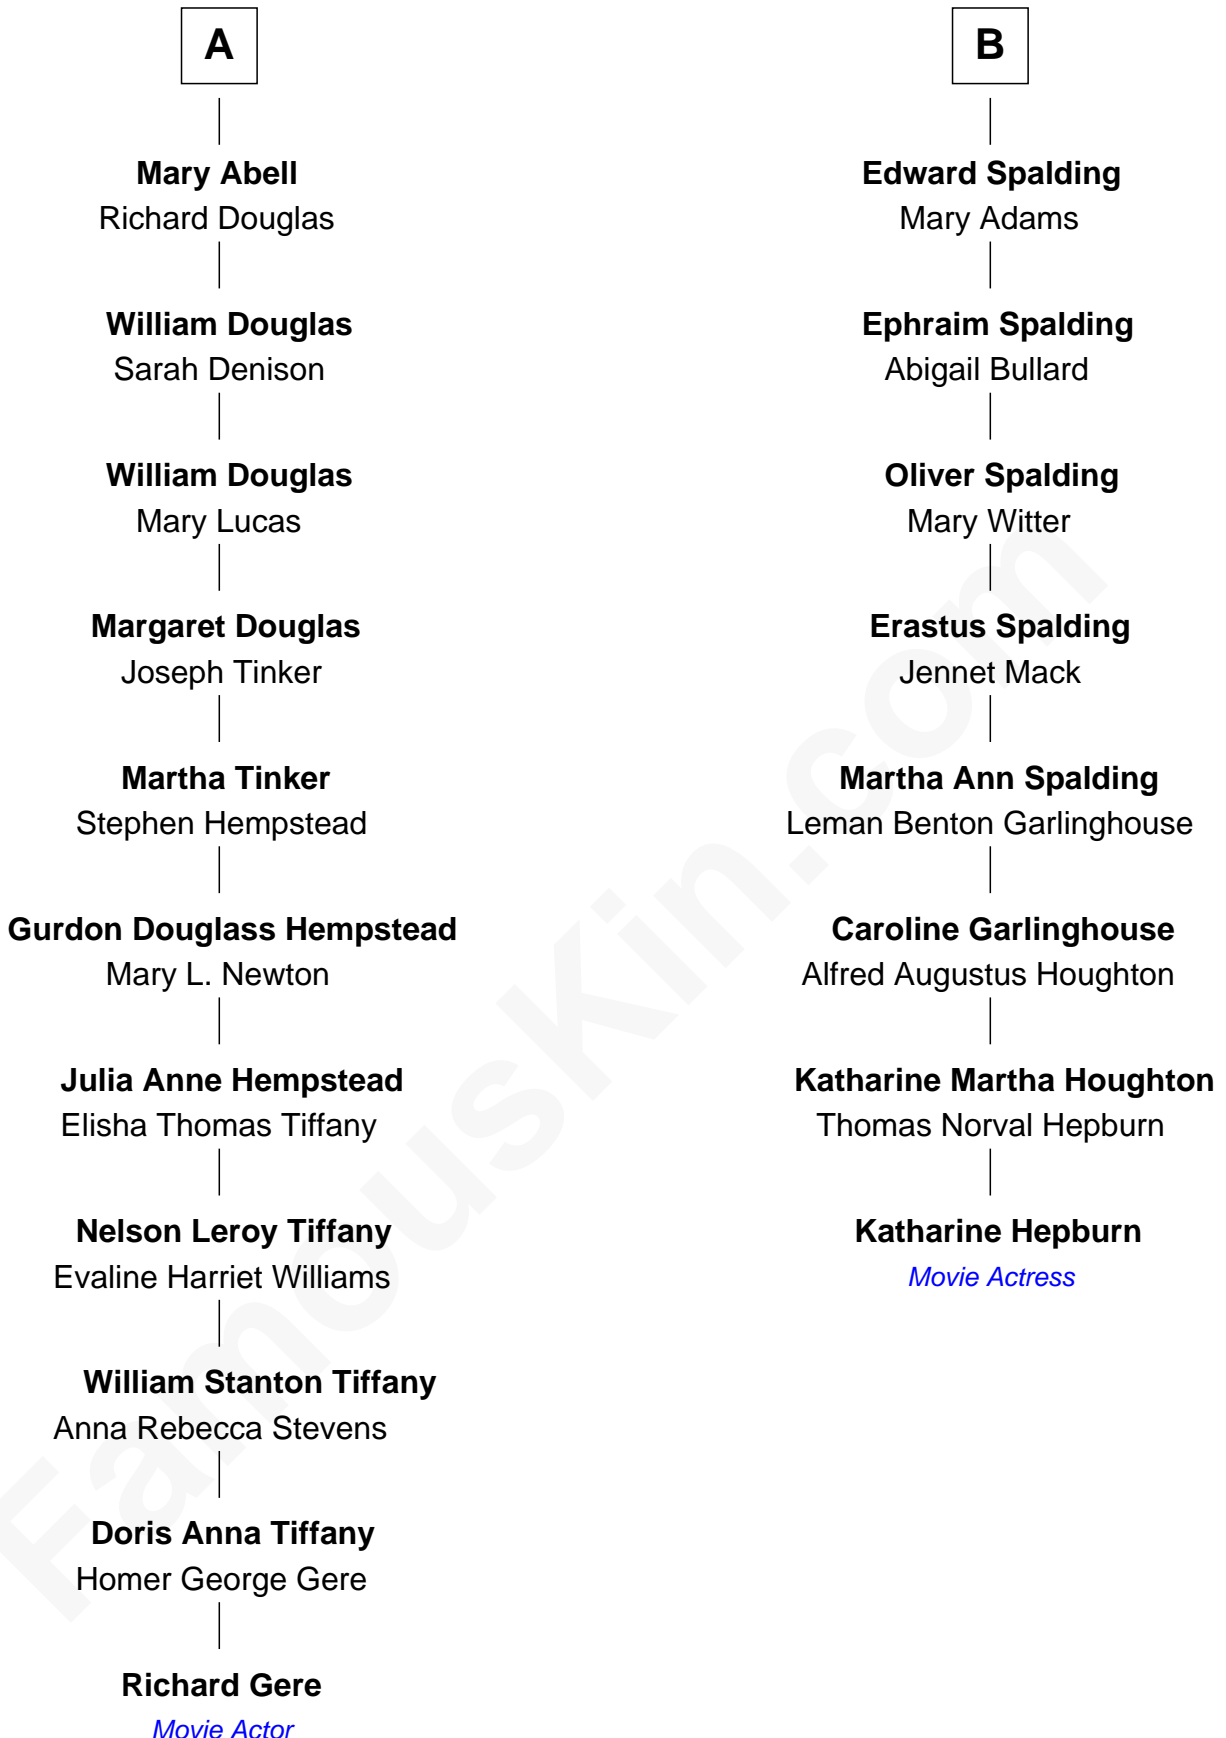 A
Mary Abell
Richard Douglas
William Douglas
Sarah Denison
William Douglas
Mary Lucas
Margaret Douglas
Joseph Tinker
Martha Tinker
Stephen Hempstead
Gurdon Douglass Hempstead
Mary L. Newton
Julia Anne Hempstead
Elisha Thomas Tiffany
Nelson Leroy Tiffany
Evaline Harriet Williams
William Stanton Tiffany
Anna Rebecca Stevens
Doris Anna Tiffany
Homer George Gere
Richard Gere
Movie Actor
B
Edward Spalding
Mary Adams
Ephraim Spalding
Abigail Bullard
Oliver Spalding
Mary Witter
Erastus Spalding
Jennet Mack
Martha Ann Spalding
Leman Benton Garlinghouse
Caroline Garlinghouse
Alfred Augustus Houghton
Katharine Martha Houghton
Thomas Norval Hepburn
Katharine Hepburn
Movie Actress
FamousKin.com